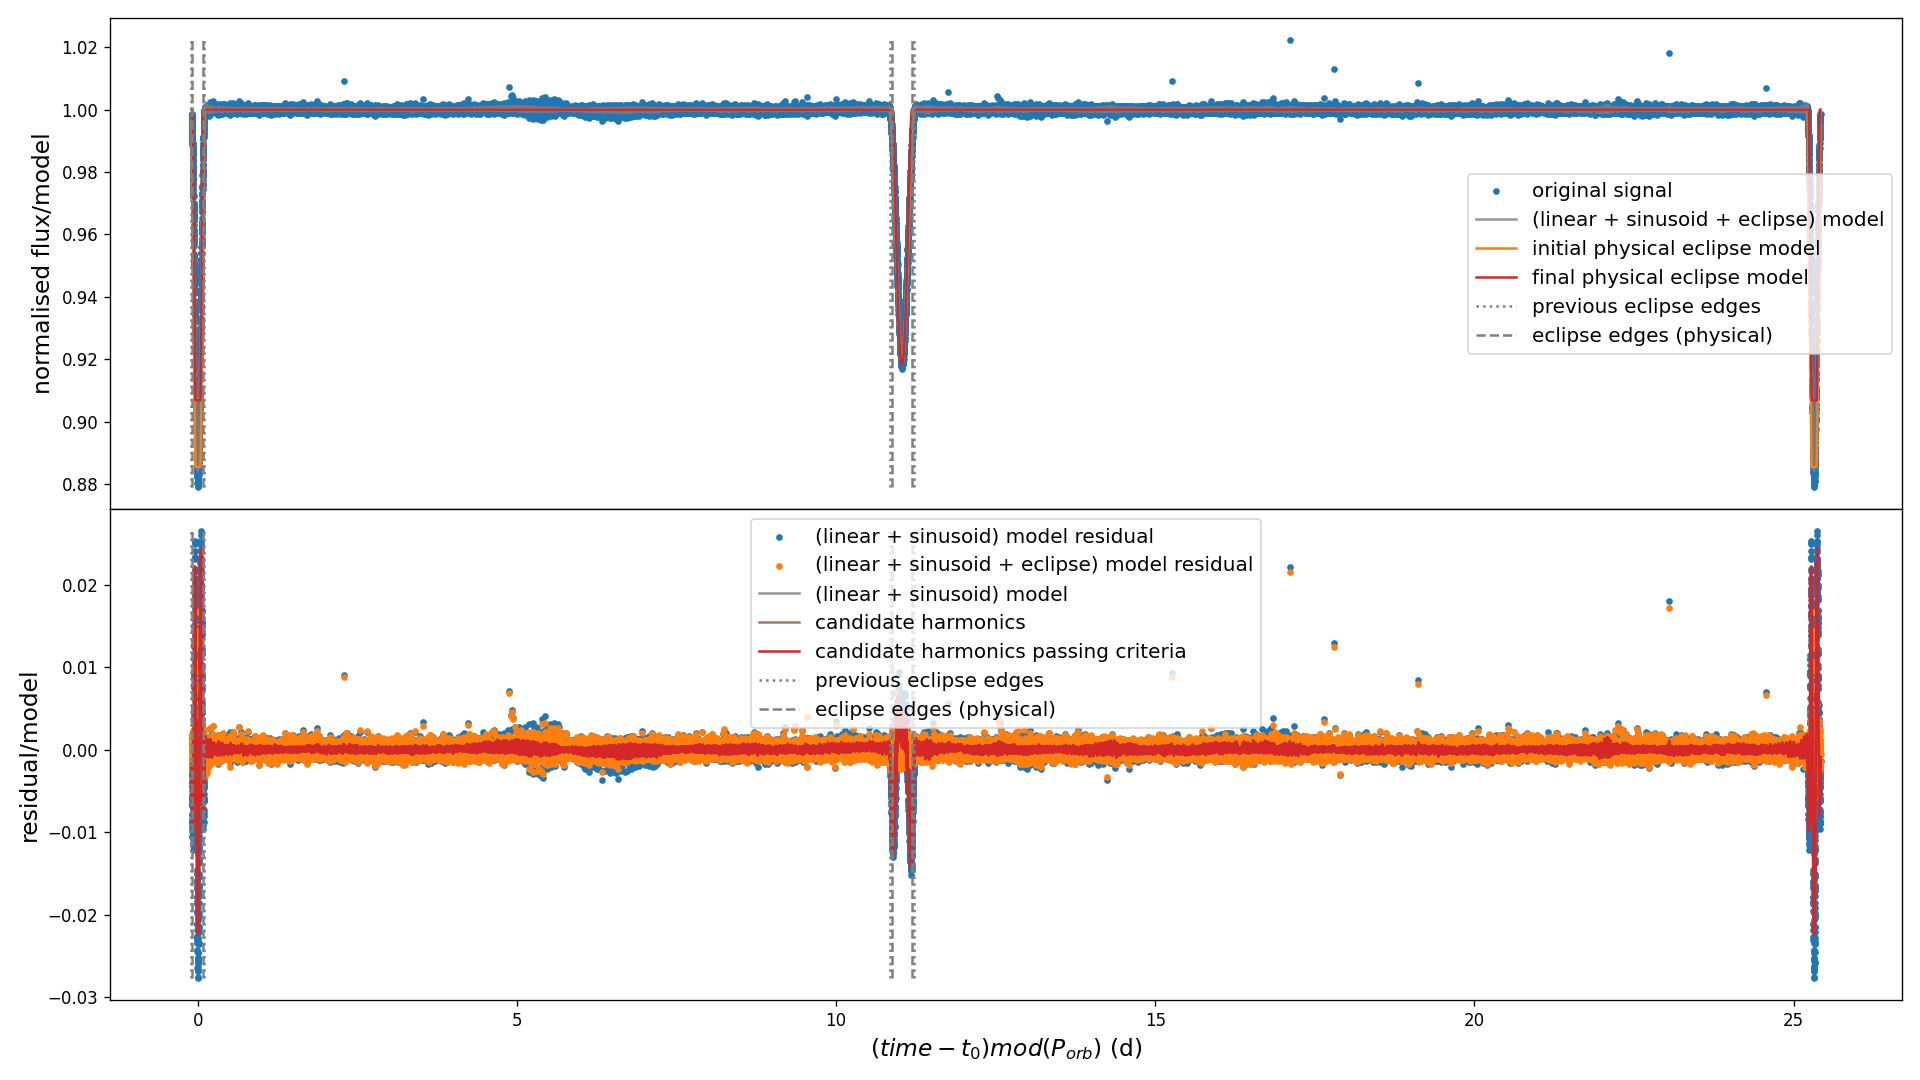 1.02
1.00
0.98
0.96
0.94
0.92
0.90
0.88
normalised flux/model
original signal
(linear + sinusoid + eclipse) model
initial physical eclipse model
final physical eclipse model
previous eclipse edges
eclipse edges (physical)
0.02
0.01
0.00
−0.01
−0.02
−0.03
residual/model
(linear + sinusoid) model residual
(linear + sinusoid + eclipse) model residual
(linear + sinusoid) model
candidate harmonics
candidate harmonics passing criteria
previous eclipse edges
eclipse edges (physical)
0 5 10 15 20 25
(time − t₀)mod(Pₒᵣb) (d)